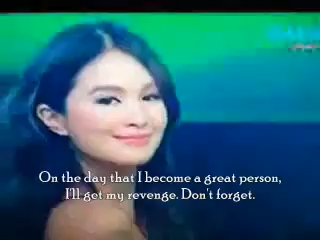 On the day that I become a great person,
I'll get my revenge. Don't forget.